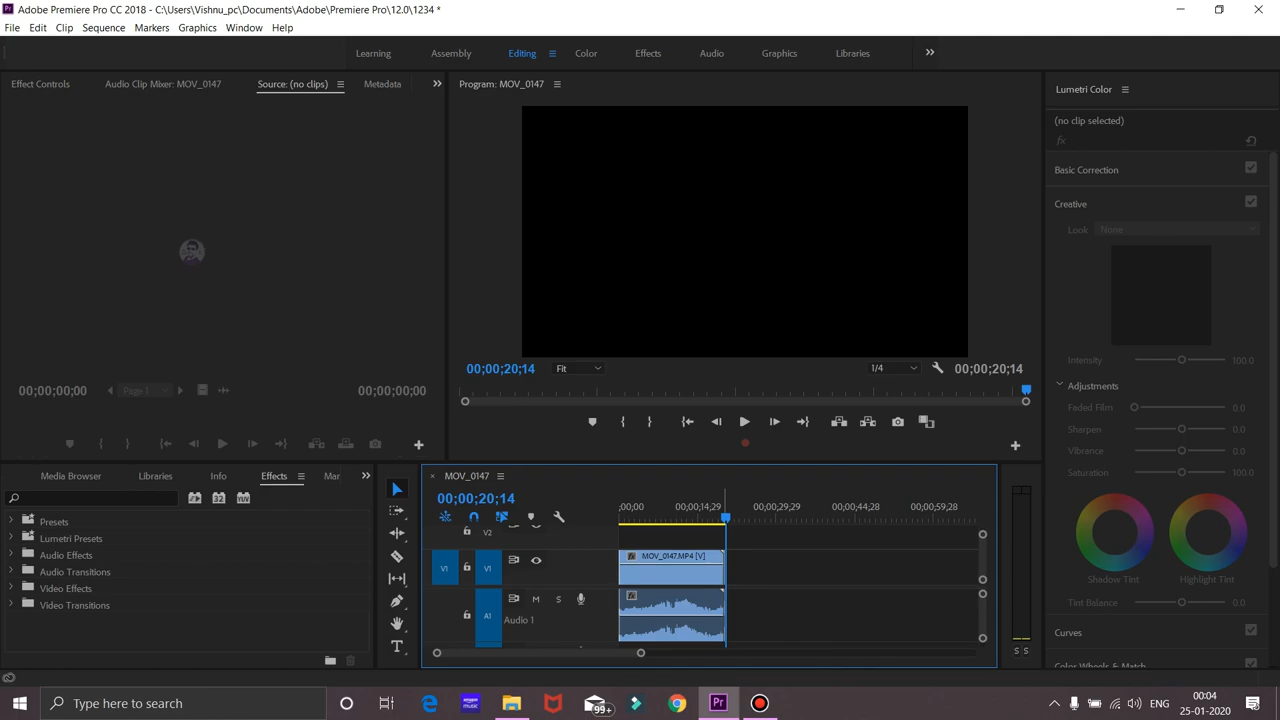 Adobe Premiere Pro CC 2018 - C:\Users\Vishnu_pc\Documents\Adobe\Premiere Pro\12.0\1234 *
File Edit Clip Sequence Markers Graphics Window Help
Learning Assembly Editing Color Effects Audio Graphics Libraries
Effect Controls Audio Clip Mixer: MOV_0147 Source: (no clips) Metadata
Program: MOV_0147
Lumetri Color
(no clip selected)
fx
Basic Correction
Creative
Look None
Intensity 100.0
Adjustments
Faded Film 0.0
Sharpen 0.0
Vibrance 0.0
Saturation 100.0
Shadow Tint Highlight Tint
Tint Balance 0.0
Curves
Color Wheels & Match
00;00;00;00 Page 1 00;00;00;00
00;00;20;14 Fit 1/4 00;00;20;14
Media Browser Libraries Info Effects Mar
Presets
Lumetri Presets
Audio Effects
Audio Transitions
Video Effects
Video Transitions
MOV_0147
00;00;20;14
;00;00 00;00;14;29 00;00;29;29 00;00;44;28 00;00;59;28
V2
V1 V1 fx MOV_0147.MP4 [V]
A1 M S fx
Audio 1
S S
Type here to search
99+
ENG
00:04
25-01-2020